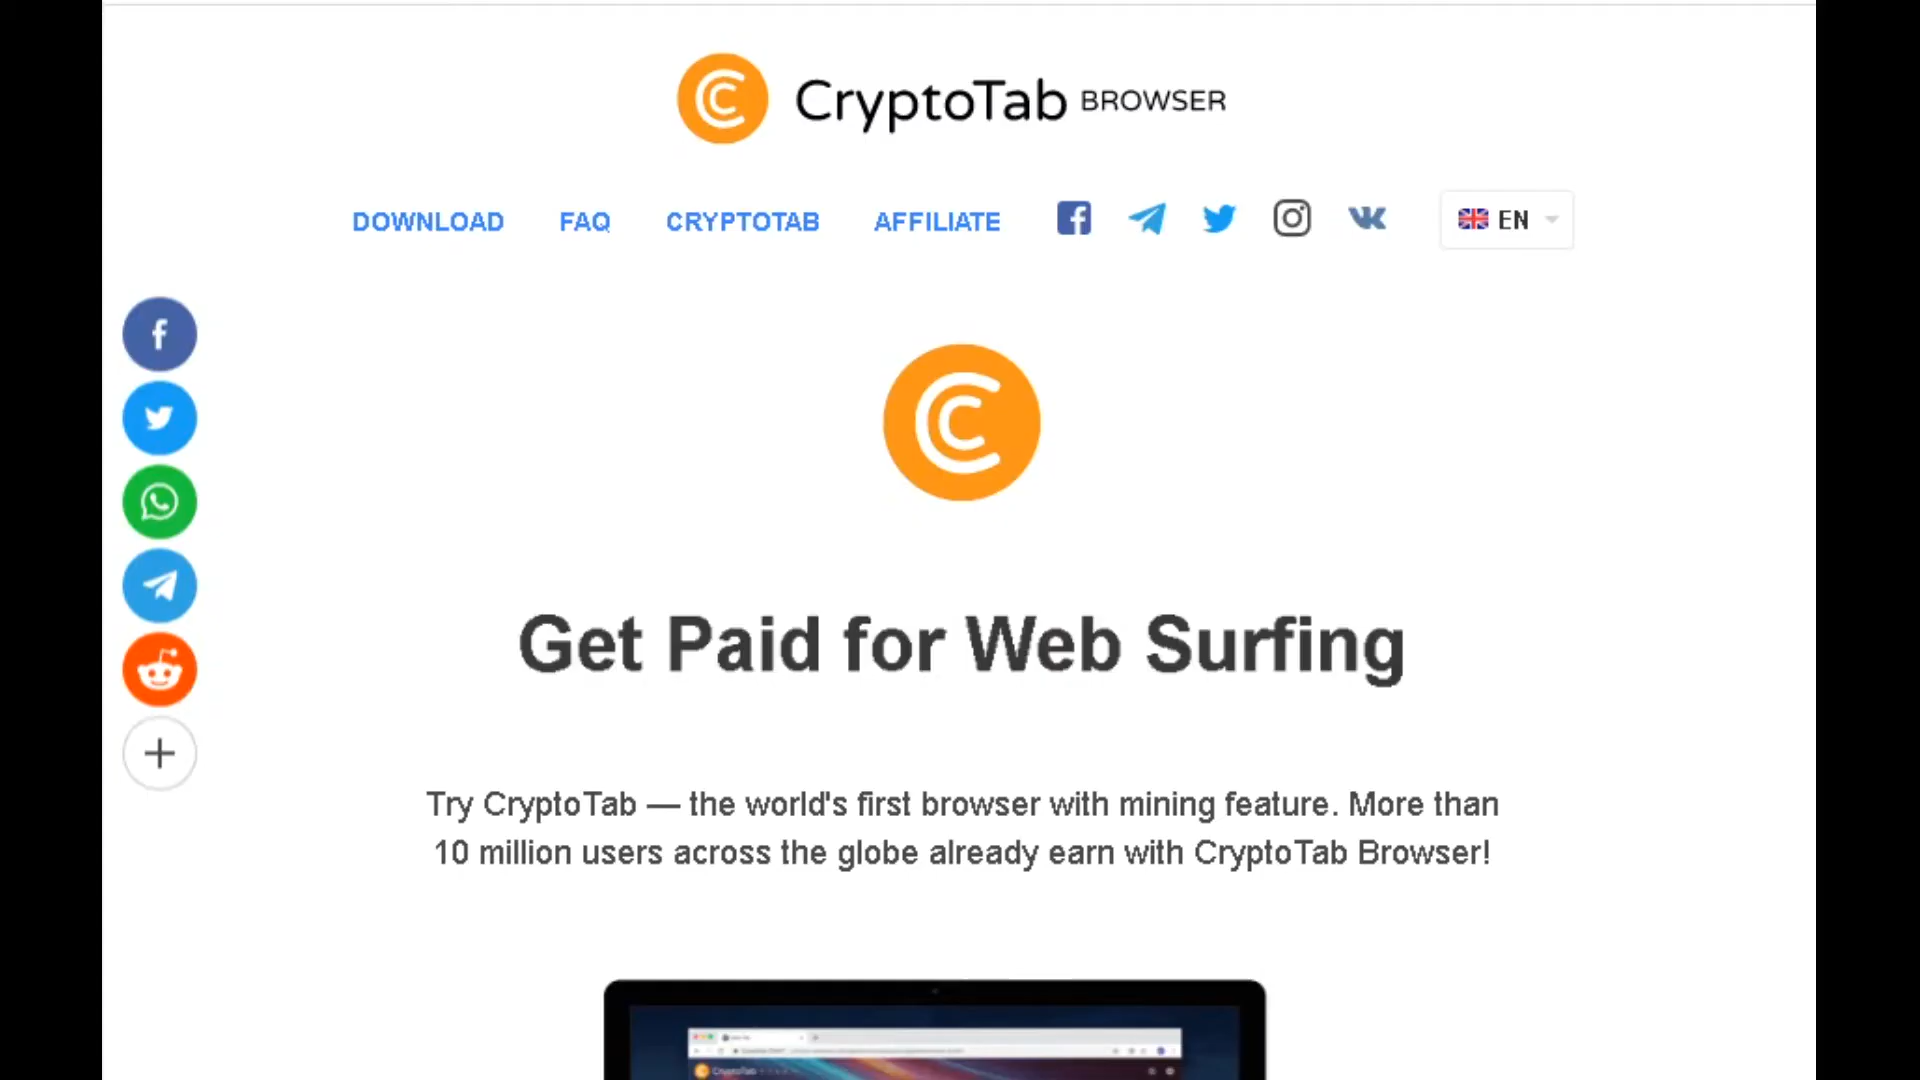 CryptoTab BROWSER
DOWNLOAD FAQ CRYPTOTAB AFFILIATE EN
Get Paid for Web Surfing
Try CryptoTab — the world's first browser with mining feature. More than
10 million users across the globe already earn with CryptoTab Browser!
CryptoTab